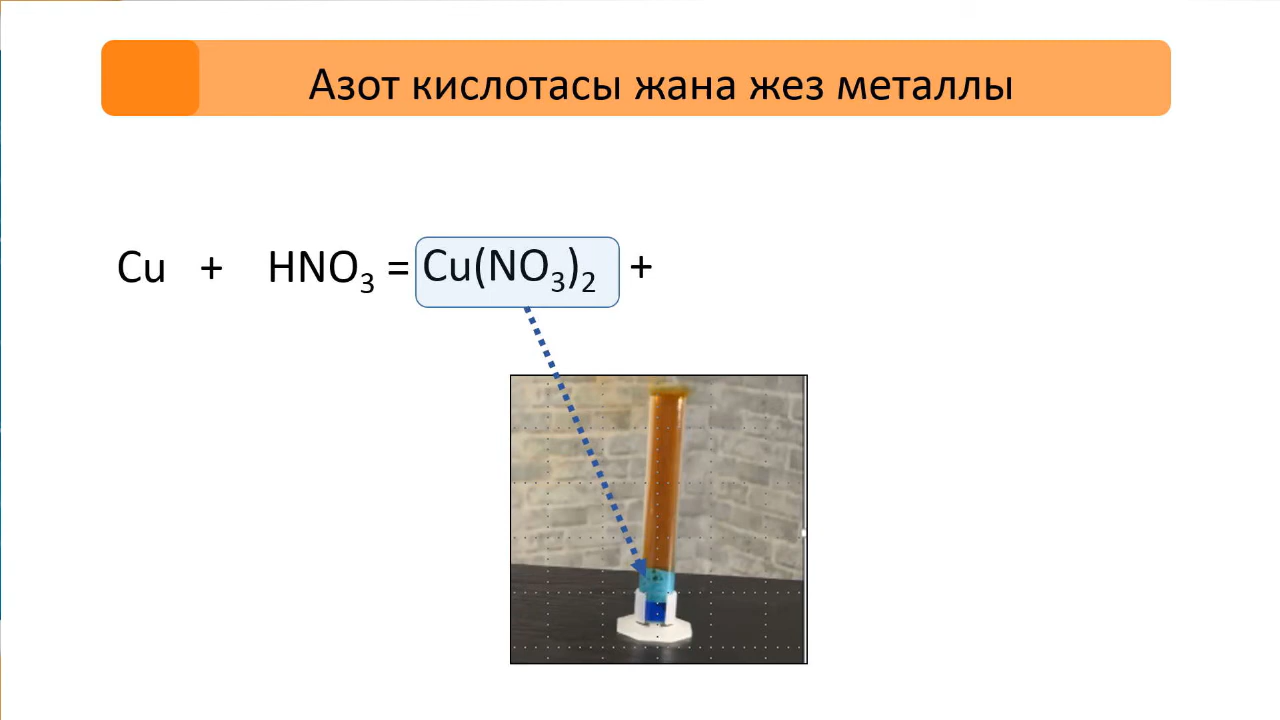 Азот кислотасы жана жез металлы
Cu + HNO₃ = Cu(NO₃)₂ +